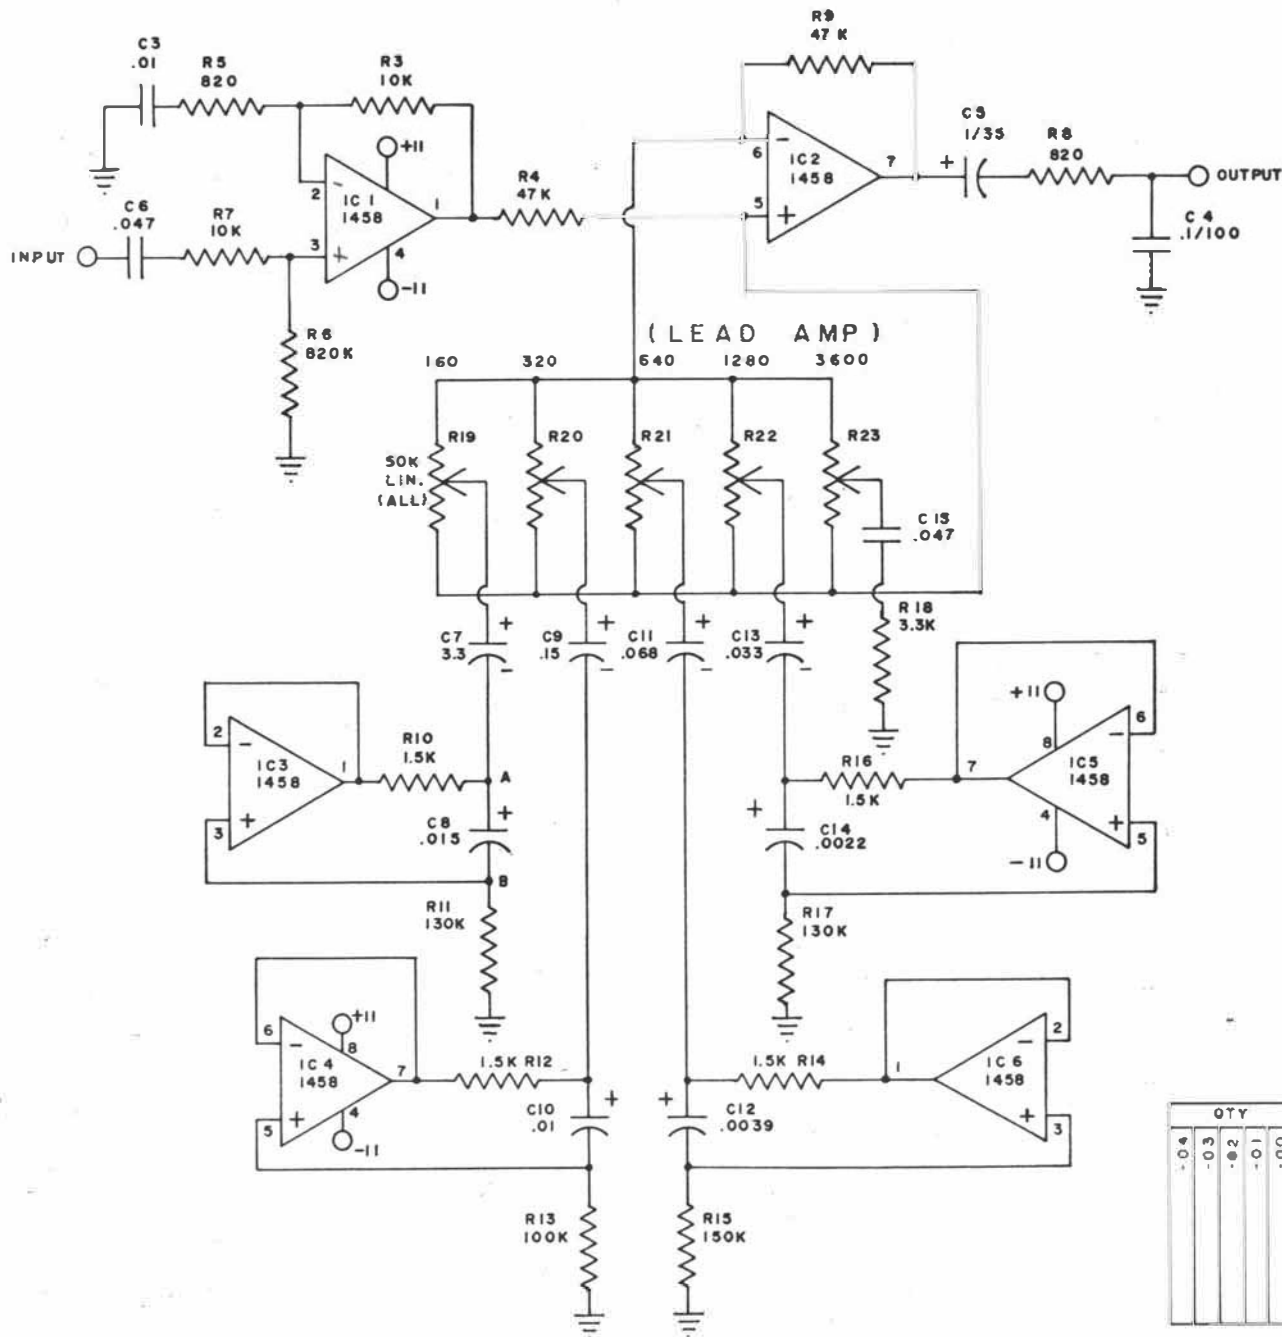 C3
.01
R5
820
R3
10K
R9
47 K
+11
2
-
IC 1
1458
1
3
+
4
-11
C6
.047
R7
10K
INPUT
R6
820K
R4
47K
-
6
IC2
1458
7
5
+
+
C5
1/35
R8
820
OUTPUT
C4
.1/100
(LEAD AMP)
160
320
640
1280
3600
R19
R20
R21
R22
R23
50K
LIN.
(ALL)
C15
.047
R18
3.3K
C7
3.3
+
-
C9
.15
+
-
C11
.068
+
-
C13
.033
+
-
2
-
IC3
1458
1
+
3
R10
1.5K
A
+
C8
.015
B
R11
130K
R16
1.5K
+
C14
.0022
R17
130K
+11
8
6
-
7
IC5
1458
4
+
5
-11
6
-
+11
8
IC4
1458
7
4
+
5
-11
1.5K R12
+
C10
.01
R13
100K
1.5K R14
+
C12
.0039
R15
150K
1
2
-
IC 6
1458
+
3
QTY
-04
-03
-02
-01
-00